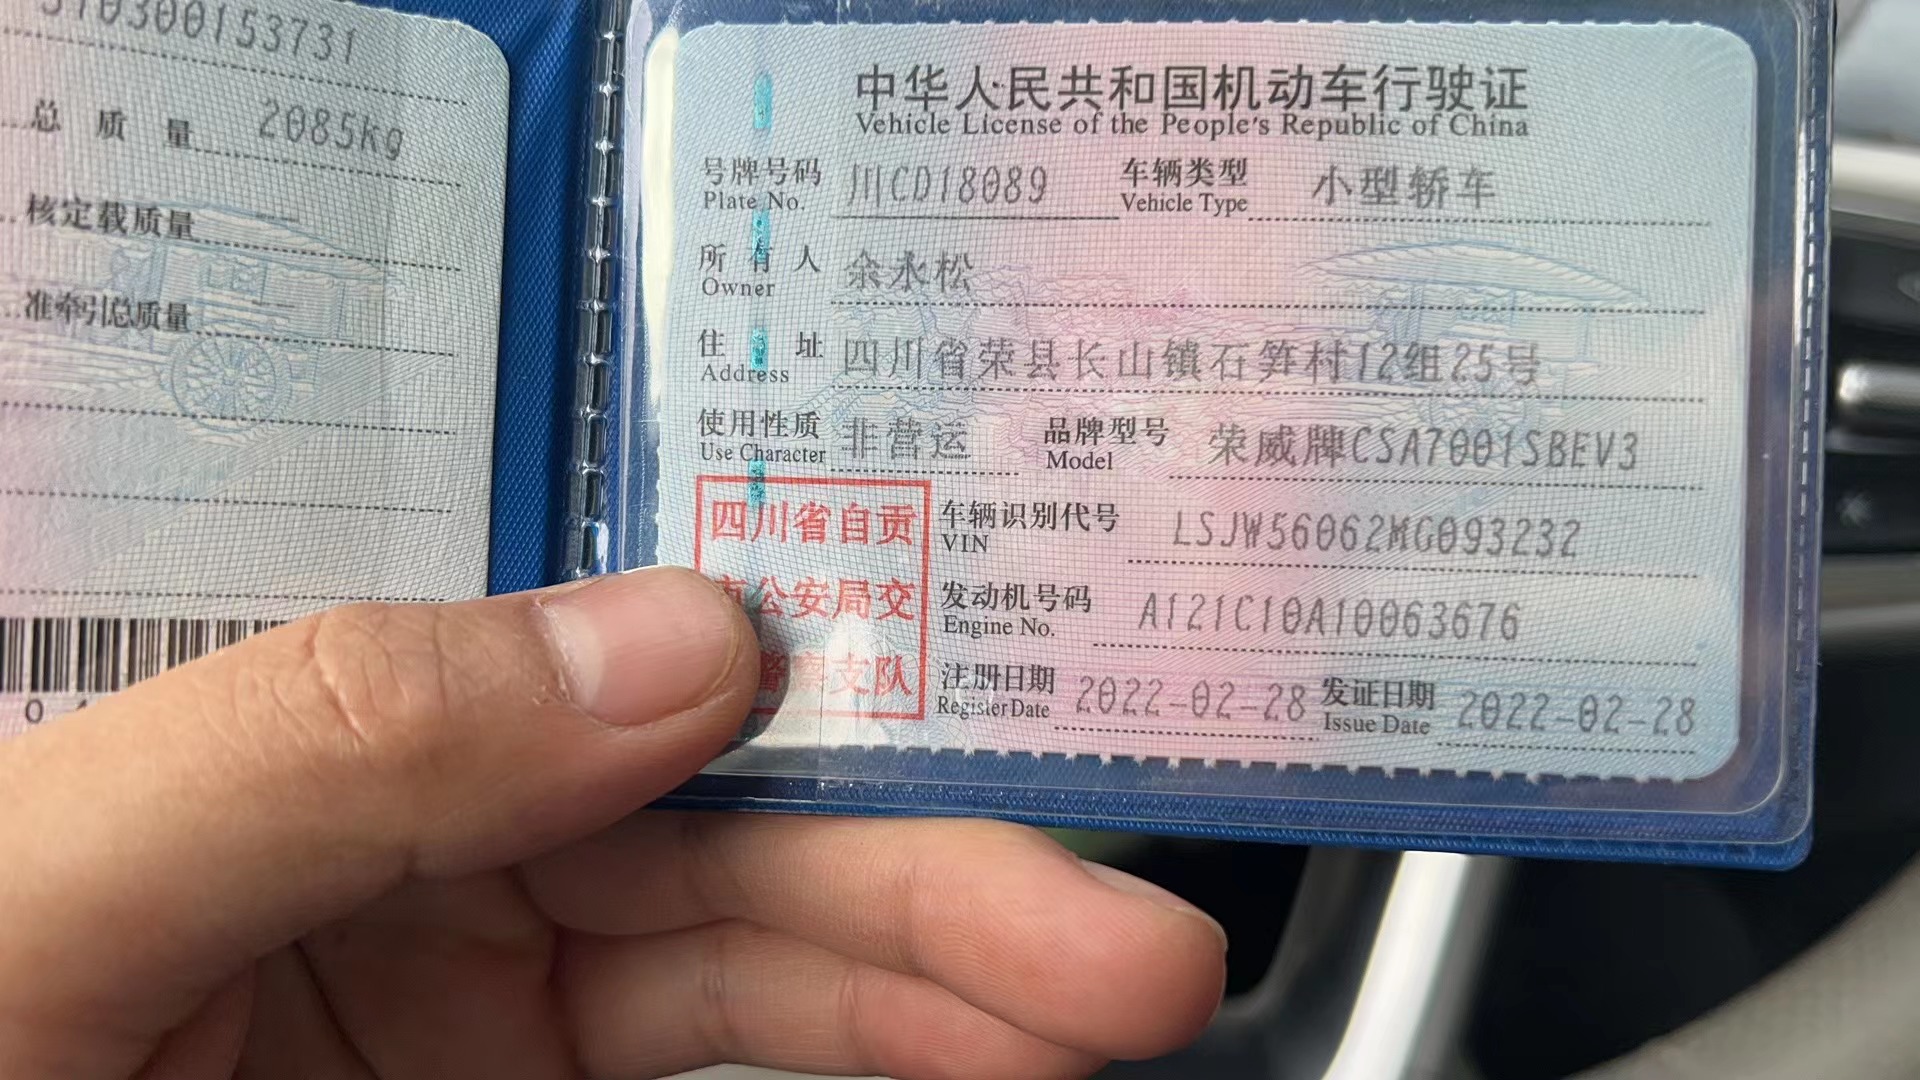 510300153731
总质量 2085kg
核定载质量 —
准牵引总质量 —
中华人民共和国机动车行驶证
Vehicle License of the People's Republic of China
号牌号码 川CD18089 车辆类型 小型轿车
Plate No. Vehicle Type
所有人 余永松
Owner
住址 四川省荣县长山镇石笋村12组25号
Address
使用性质 非营运 品牌型号 荣威牌CSA7001SBEV3
Use Character Model
四川省自贡
市公安局交
警察支队
车辆识别代号 LSJW56062MG093232
VIN
发动机号码 A121C10A10063676
Engine No.
注册日期 2022-02-28 发证日期 2022-02-28
Register Date Issue Date